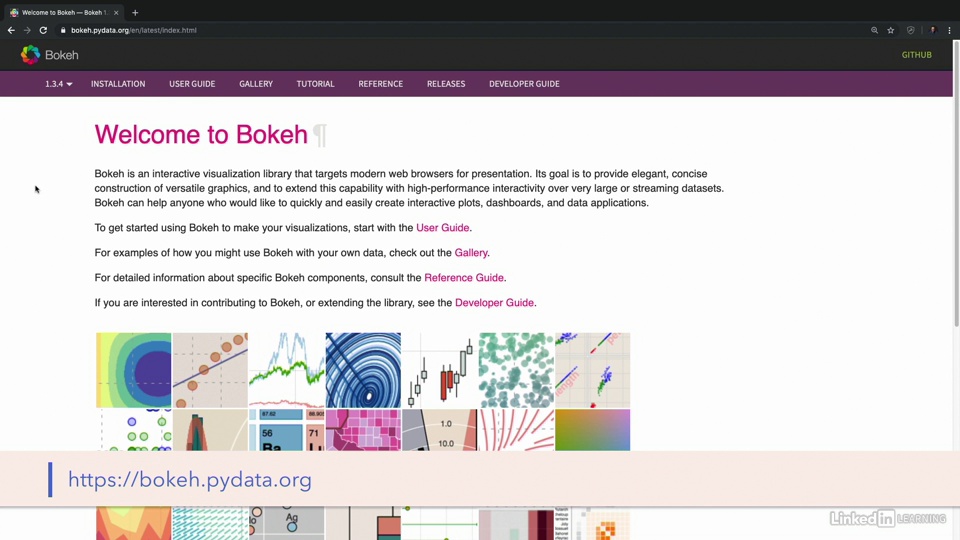 Welcome to Bokeh — Bokeh 1.
bokeh.pydata.org/en/latest/index.html
Bokeh
GITHUB
1.3.4 INSTALLATION USER GUIDE GALLERY TUTORIAL REFERENCE RELEASES DEVELOPER GUIDE
Welcome to Bokeh ¶
Bokeh is an interactive visualization library that targets modern web browsers for presentation. Its goal is to provide elegant, concise
construction of versatile graphics, and to extend this capability with high-performance interactivity over very large or streaming datasets.
Bokeh can help anyone who would like to quickly and easily create interactive plots, dashboards, and data applications.
To get started using Bokeh to make your visualizations, start with the User Guide.
For examples of how you might use Bokeh with your own data, check out the Gallery.
For detailed information about specific Bokeh components, consult the Reference Guide.
If you are interested in contributing to Bokeh, or extending the library, see the Developer Guide.
length
87.62 88.905
56 71
Ba
1.0
10.0
https://bokeh.pydata.org
Ag
LinkedIn LEARNING